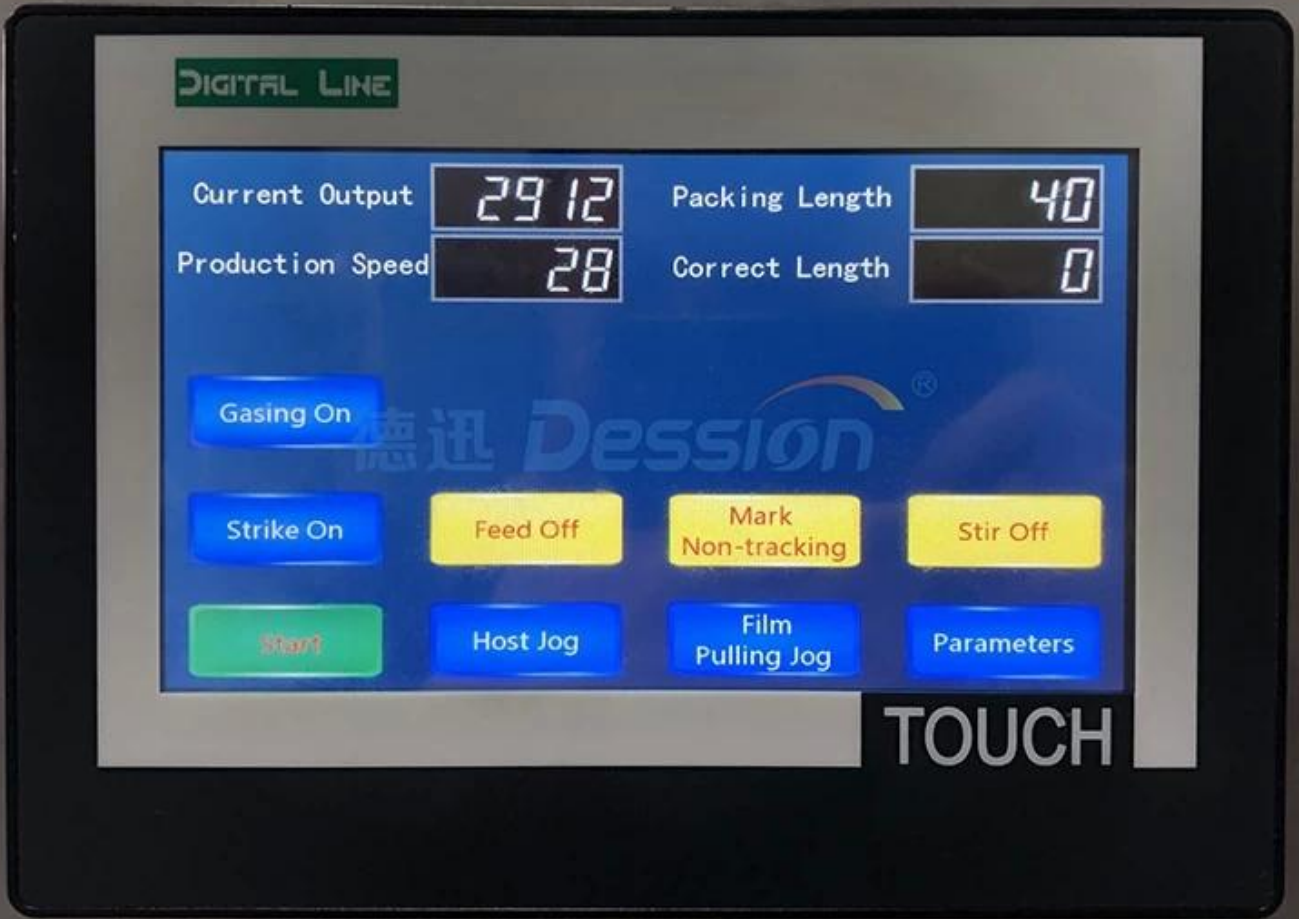 DIGITAL LINE
Current Output 2912 Packing Length 40
Production Speed 28 Correct Length 0
Gasing On
德迅 Dession ®
Strike On Feed Off Mark Non-tracking Stir Off
Start Host Jog Film Pulling Jog Parameters
TOUCH